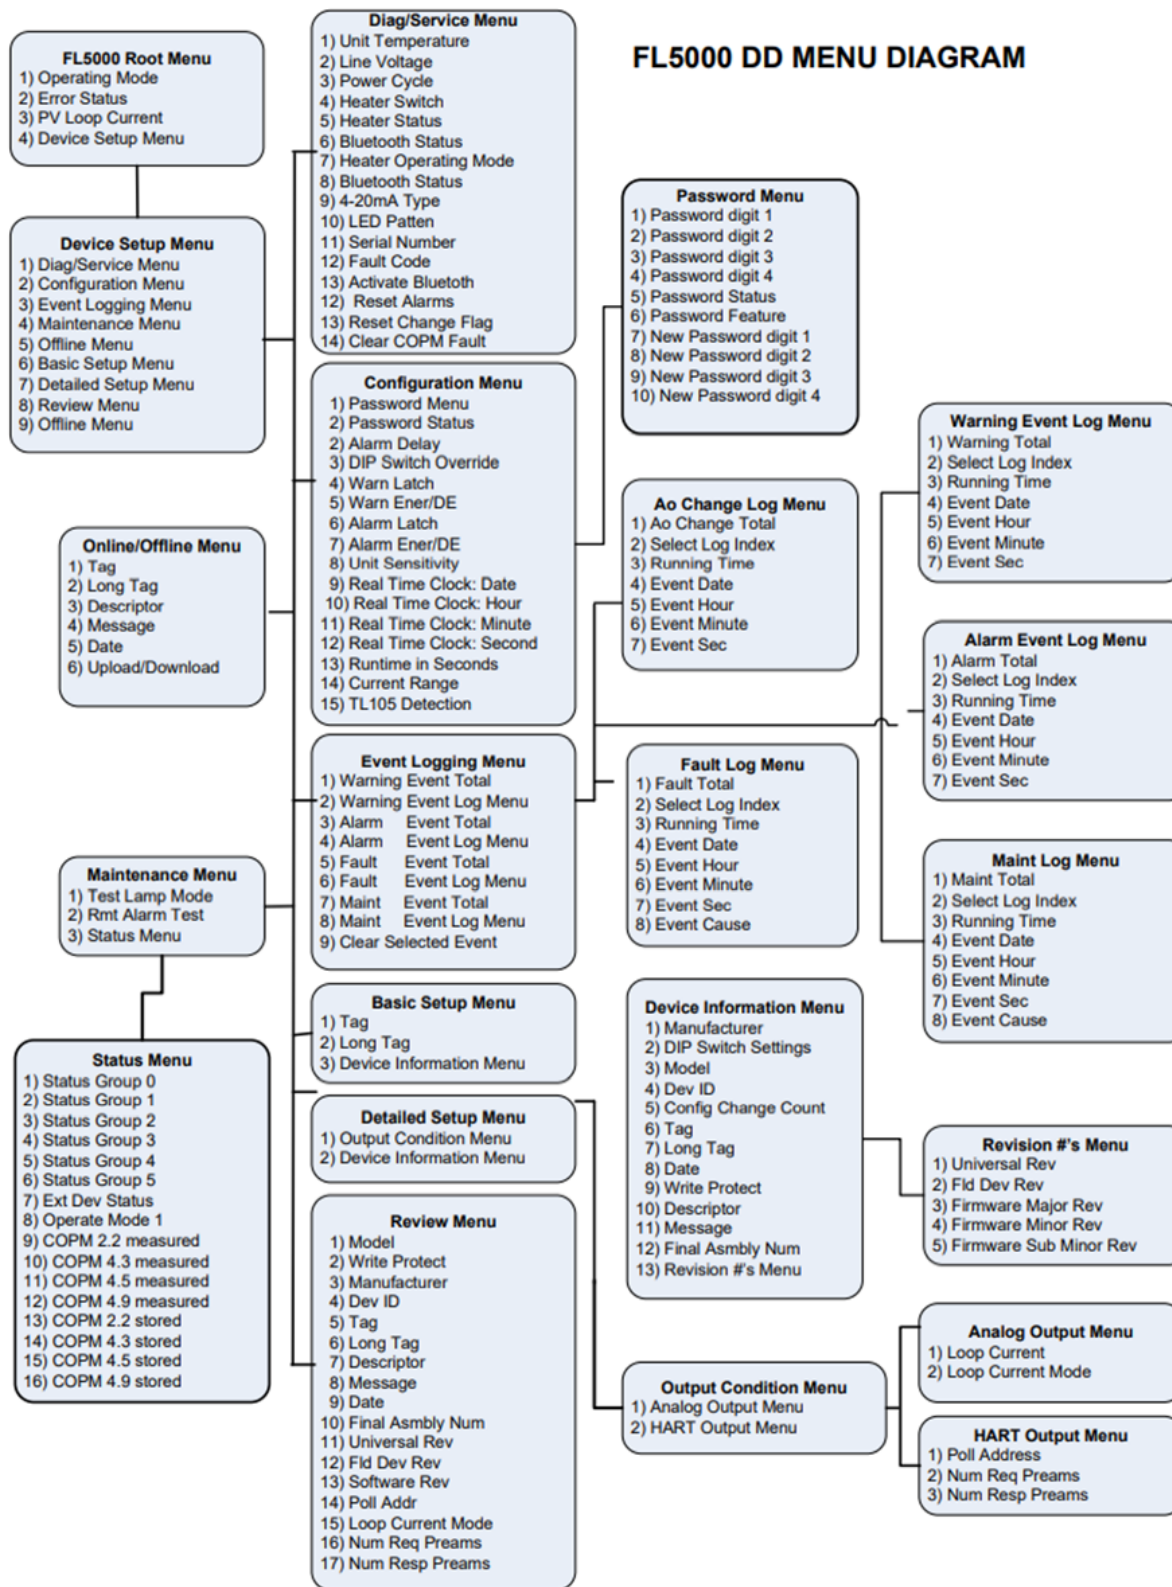 FL5000 DD MENU DIAGRAM
FL5000 Root Menu
1) Operating Mode
2) Error Status
3) PV Loop Current
4) Device Setup Menu
Device Setup Menu
1) Diag/Service Menu
2) Configuration Menu
3) Event Logging Menu
4) Maintenance Menu
5) Offline Menu
6) Basic Setup Menu
7) Detailed Setup Menu
8) Review Menu
9) Offline Menu
Online/Offline Menu
1) Tag
2) Long Tag
3) Descriptor
4) Message
5) Date
6) Upload/Download
Maintenance Menu
1) Test Lamp Mode
2) Rmt Alarm Test
3) Status Menu
Status Menu
1) Status Group 0
2) Status Group 1
3) Status Group 2
4) Status Group 3
5) Status Group 4
6) Status Group 5
7) Ext Dev Status
8) Operate Mode 1
9) COPM 2.2 measured
10) COPM 4.3 measured
11) COPM 4.5 measured
12) COPM 4.9 measured
13) COPM 2.2 stored
14) COPM 4.3 stored
15) COPM 4.5 stored
16) COPM 4.9 stored
Diag/Service Menu
1) Unit Temperature
2) Line Voltage
3) Power Cycle
4) Heater Switch
5) Heater Status
6) Bluetooth Status
7) Heater Operating Mode
8) Bluetooth Status
9) 4-20mA Type
10) LED Patten
11) Serial Number
12) Fault Code
13) Activate Bluetoth
12) Reset Alarms
13) Reset Change Flag
14) Clear COPM Fault
Configuration Menu
1) Password Menu
2) Password Status
2) Alarm Delay
3) DIP Switch Override
4) Warn Latch
5) Warn Ener/DE
6) Alarm Latch
7) Alarm Ener/DE
8) Unit Sensitivity
9) Real Time Clock: Date
10) Real Time Clock: Hour
11) Real Time Clock: Minute
12) Real Time Clock: Second
13) Runtime in Seconds
14) Current Range
15) TL105 Detection
Event Logging Menu
1) Warning Event Total
2) Warning Event Log Menu
3) Alarm Event Total
4) Alarm Event Log Menu
5) Fault Event Total
6) Fault Event Log Menu
7) Maint Event Total
8) Maint Event Log Menu
9) Clear Selected Event
Basic Setup Menu
1) Tag
2) Long Tag
3) Device Information Menu
Detailed Setup Menu
1) Output Condition Menu
2) Device Information Menu
Review Menu
1) Model
2) Write Protect
3) Manufacturer
4) Dev ID
5) Tag
6) Long Tag
7) Descriptor
8) Message
9) Date
10) Final Asmbly Num
11) Universal Rev
12) Fld Dev Rev
13) Software Rev
14) Poll Addr
15) Loop Current Mode
16) Num Req Preams
17) Num Resp Preams
Password Menu
1) Password digit 1
2) Password digit 2
3) Password digit 3
4) Password digit 4
5) Password Status
6) Password Feature
7) New Password digit 1
8) New Password digit 2
9) New Password digit 3
10) New Password digit 4
Ao Change Log Menu
1) Ao Change Total
2) Select Log Index
3) Running Time
4) Event Date
5) Event Hour
6) Event Minute
7) Event Sec
Fault Log Menu
1) Fault Total
2) Select Log Index
3) Running Time
4) Event Date
5) Event Hour
6) Event Minute
7) Event Sec
8) Event Cause
Device Information Menu
1) Manufacturer
2) DIP Switch Settings
3) Model
4) Dev ID
5) Config Change Count
6) Tag
7) Long Tag
8) Date
9) Write Protect
10) Descriptor
11) Message
12) Final Asmbly Num
13) Revision #'s Menu
Output Condition Menu
1) Analog Output Menu
2) HART Output Menu
Warning Event Log Menu
1) Warning Total
2) Select Log Index
3) Running Time
4) Event Date
5) Event Hour
6) Event Minute
7) Event Sec
Alarm Event Log Menu
1) Alarm Total
2) Select Log Index
3) Running Time
4) Event Date
5) Event Hour
6) Event Minute
7) Event Sec
Maint Log Menu
1) Maint Total
2) Select Log Index
3) Running Time
4) Event Date
5) Event Hour
6) Event Minute
7) Event Sec
8) Event Cause
Revision #'s Menu
1) Universal Rev
2) Fld Dev Rev
3) Firmware Major Rev
4) Firmware Minor Rev
5) Firmware Sub Minor Rev
Analog Output Menu
1) Loop Current
2) Loop Current Mode
HART Output Menu
1) Poll Address
2) Num Req Preams
3) Num Resp Preams